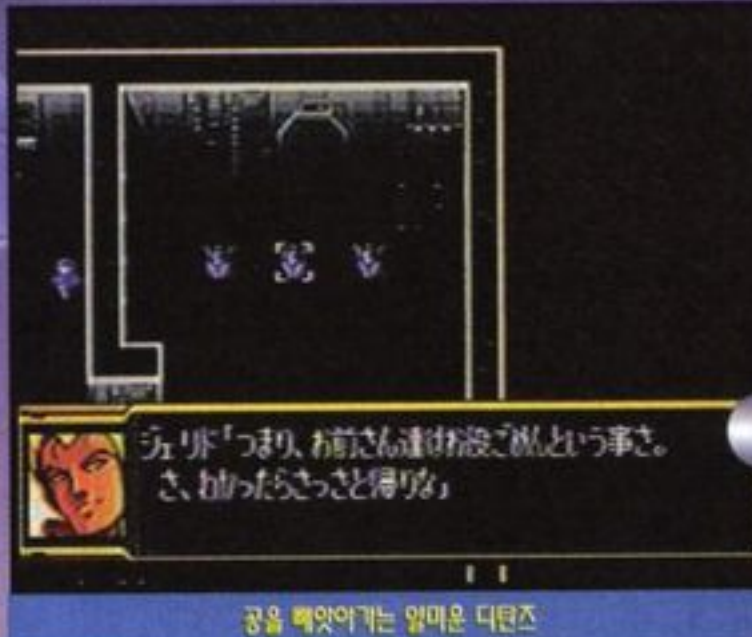 ジェリド「つまり、お前さん達はお役ごめんという事さ。
さ、わかったらさっさと帰りな」
공을 빼앗아가는 얄미운 디탄즈